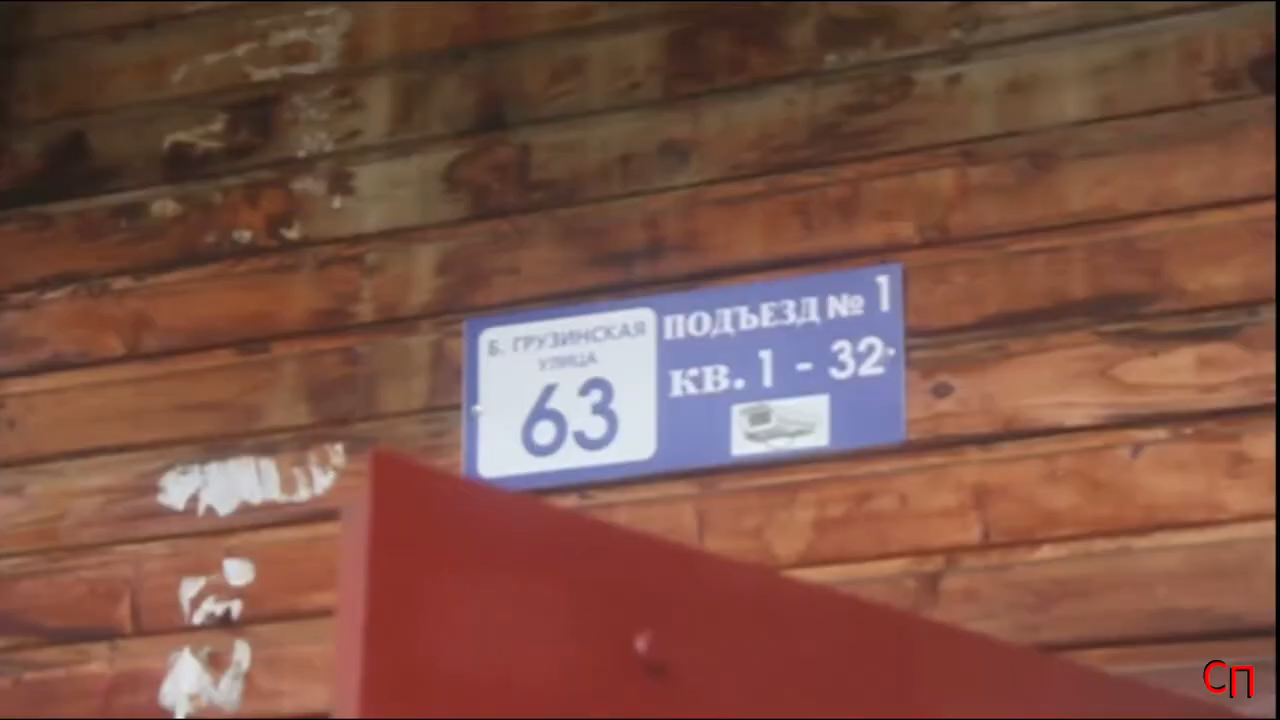 Б. ГРУЗИНСКАЯ
УЛИЦА
63
ПОДЪЕЗД № 1
КВ. 1 - 32
СП